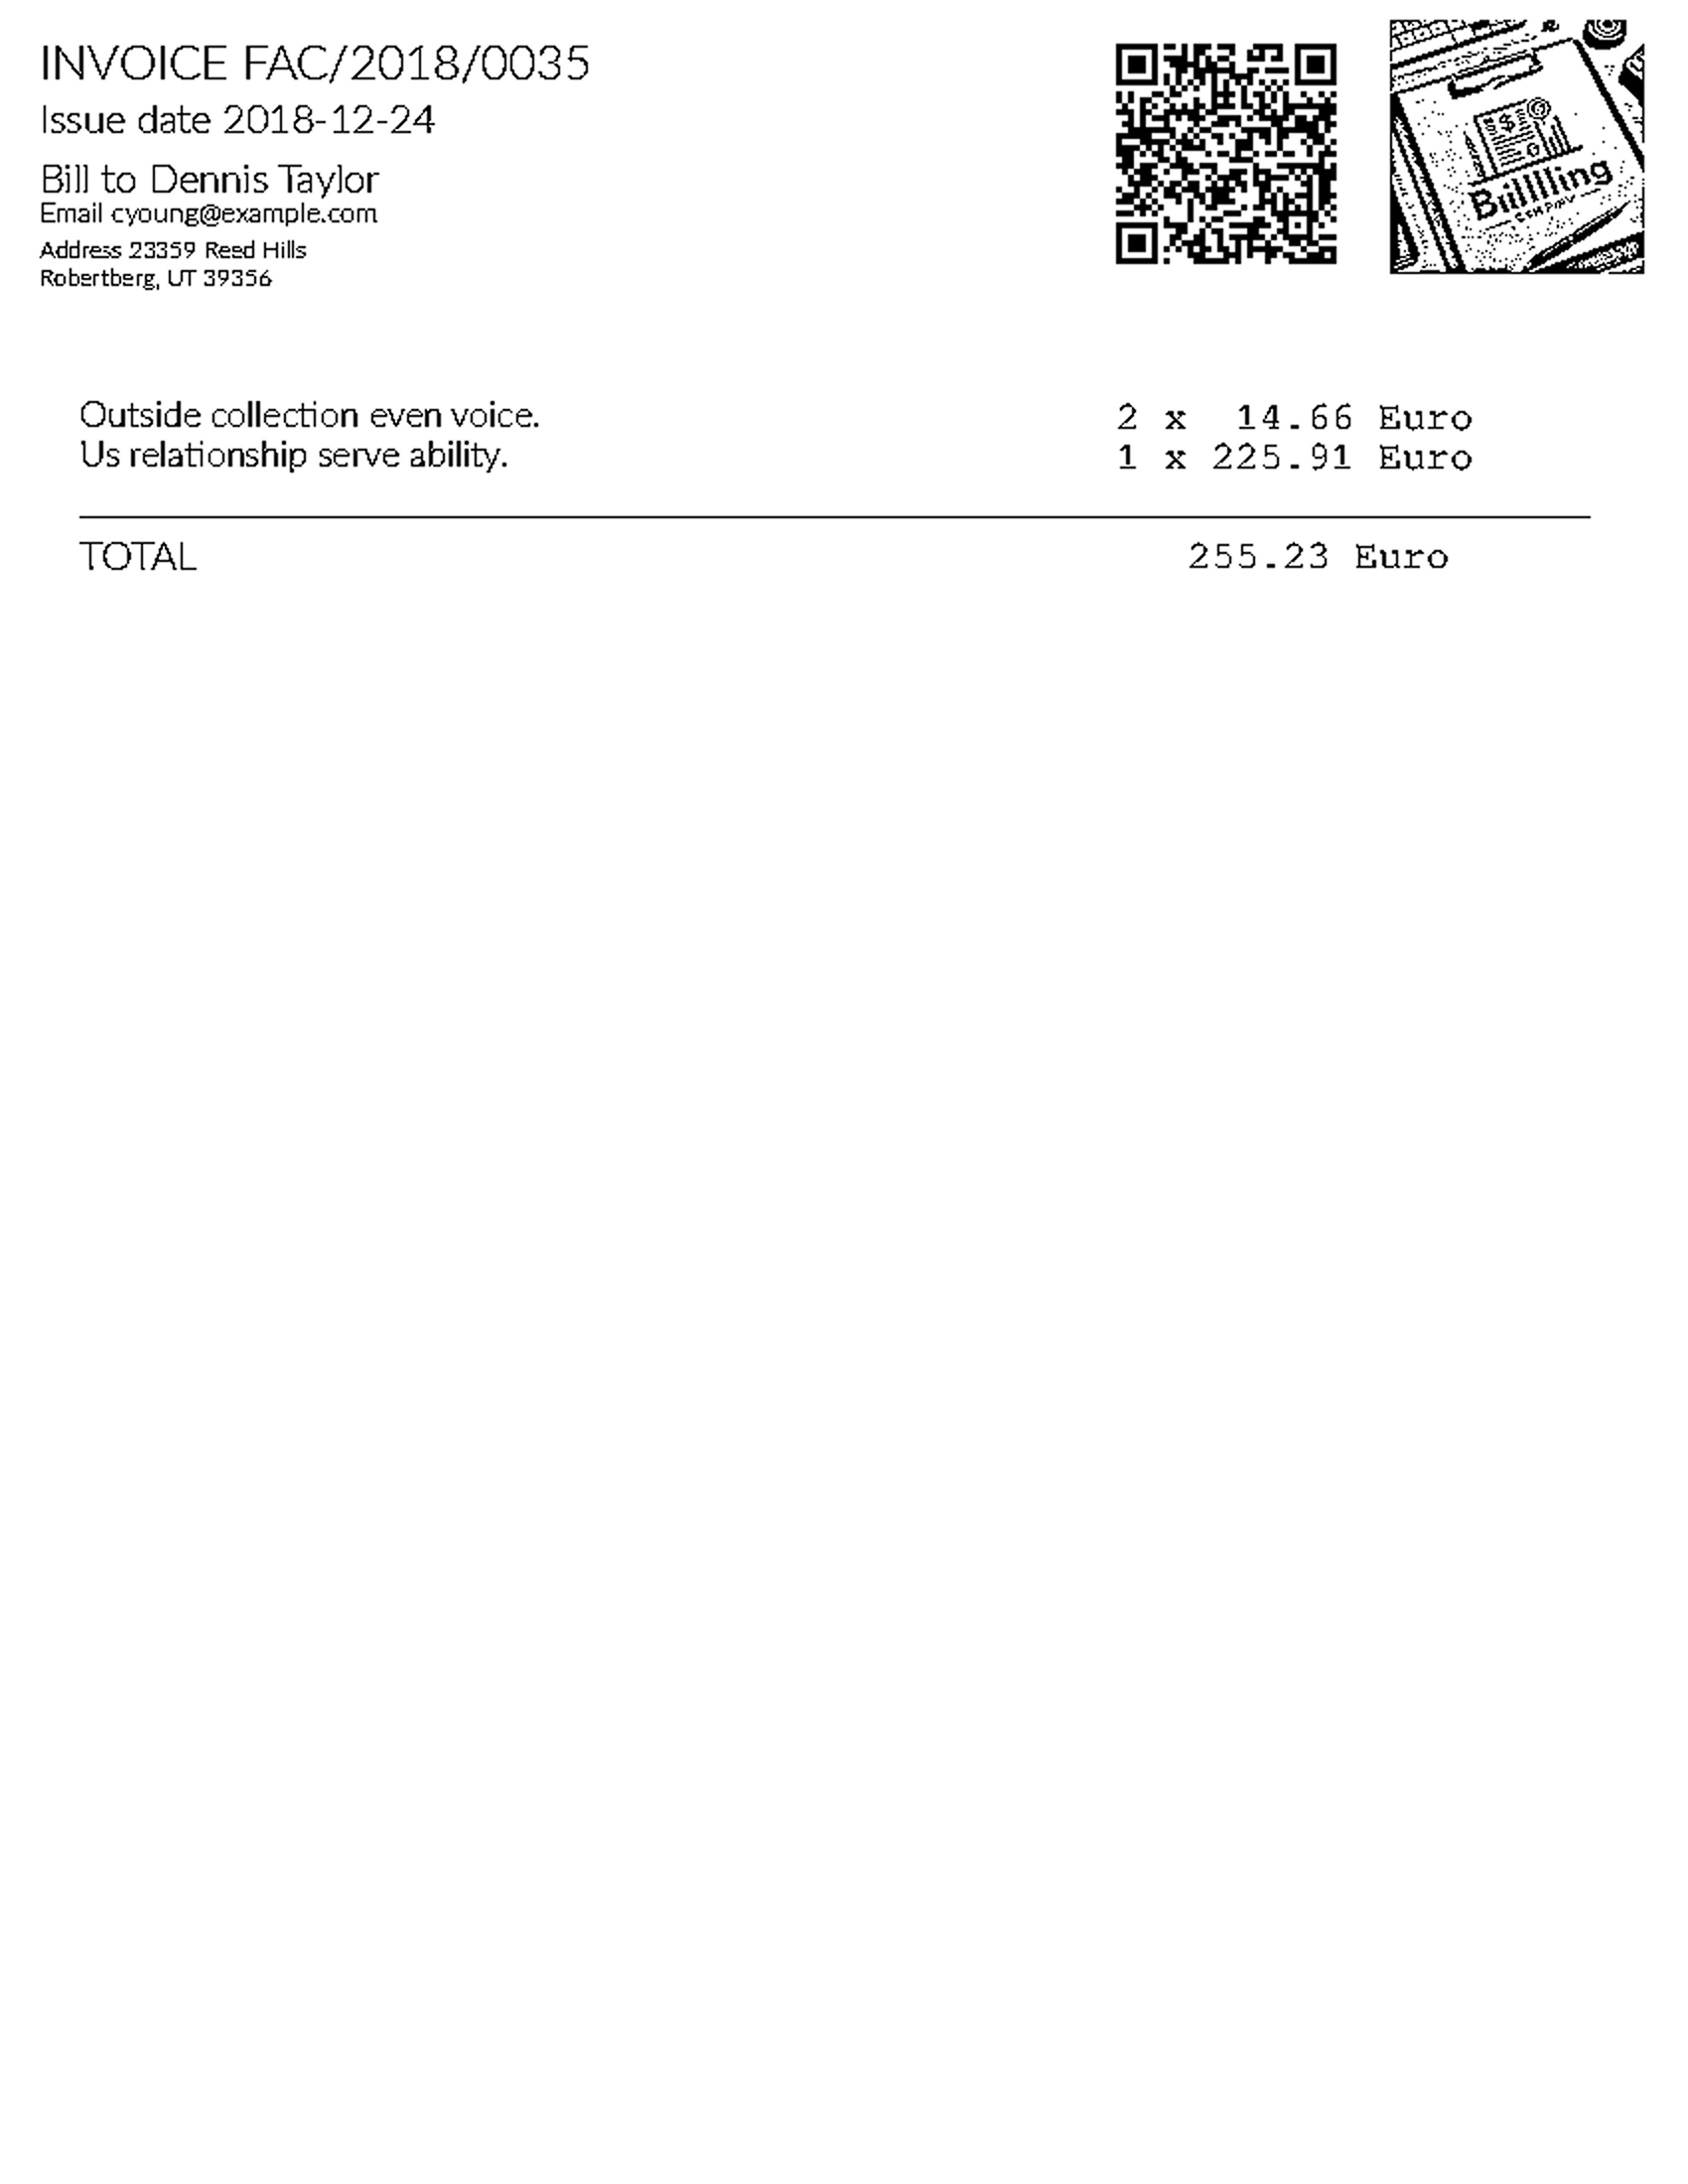 INVOICE FAC/2018/0035
Issue date 2018-12-24
Bill to Dennis Taylor
Email cyoung@example.com
Address 23359 Reed Hills
Robertberg, UT 39356
$
Billlling
Outside collection even voice. 2 x 14.66 Euro
Us relationship serve ability. 1 x 225.91 Euro
TOTAL 255.23 Euro